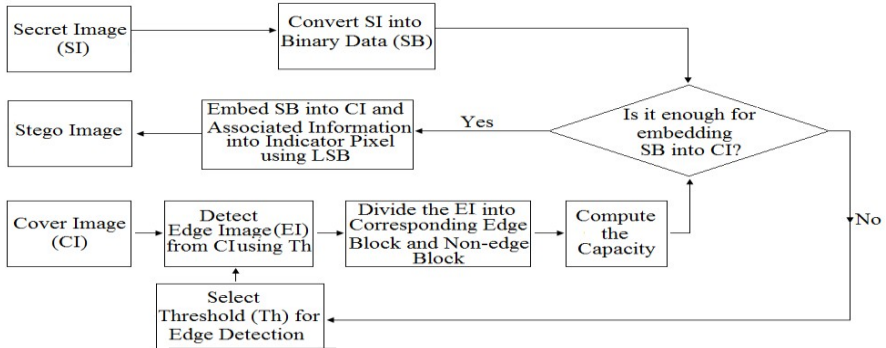 Secret Image
(SI)
Convert SI into
Binary Data (SB)
Stego Image
Embed SB into CI and
Associated Information
into Indicator Pixel
using LSB
Yes
Is it enough for
embedding
SB into CI?
No
Cover Image
(CI)
Detect
Edge Image(EI)
from CIusing Th
Divide the EI into
Corresponding Edge
Block and Non-edge
Block
Compute
the
Capacity
Select
Threshold (Th) for
Edge Detection